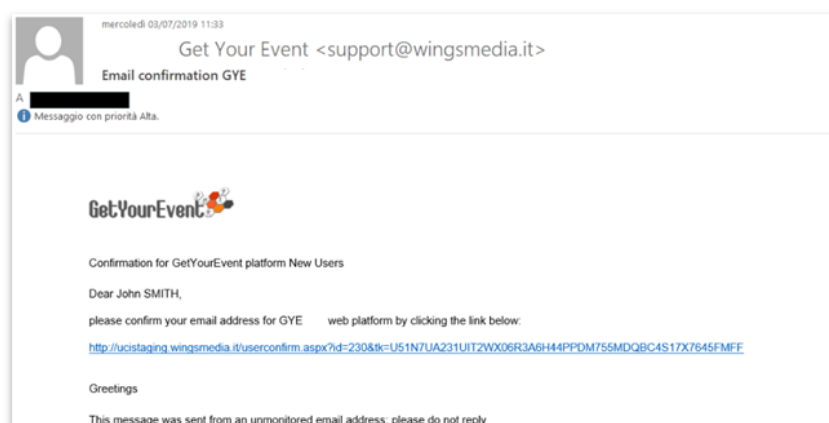 mercoledì 03/07/2019 11:33
Get Your Event <support@wingsmedia.it>
Email confirmation GYE
A
Messaggio con priorità Alta.
GetYourEvent
Confirmation for GetYourEvent platform New Users
Dear John SMITH,
please confirm your email address for GYE web platform by clicking the link below:
http://ucistaging.wingsmedia.it/userconfirm.aspx?id=230&tk=U51N7UA231UIT2WX06R3A6H44PPDM755MDQBC4S17X7645FMFF
Greetings
This message was sent from an unmonitored email address: please do not reply